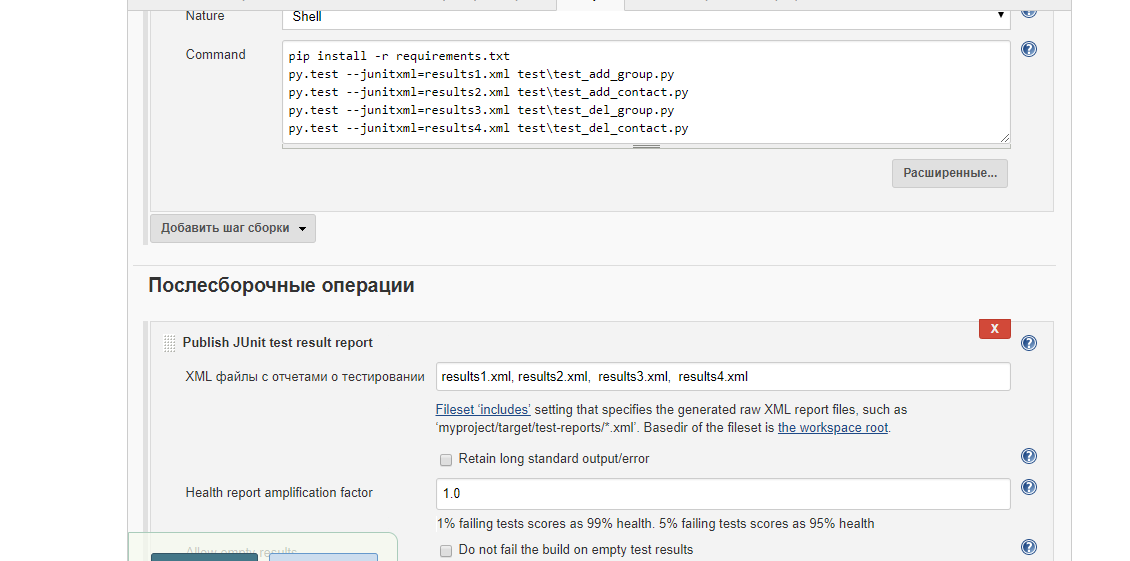 Nature
Shell
Command
pip install -r requirements.txt
py.test --junitxml=results1.xml test\test_add_group.py
py.test --junitxml=results2.xml test\test_add_contact.py
py.test --junitxml=results3.xml test\test_del_group.py
py.test --junitxml=results4.xml test\test_del_contact.py
Расширенные...
Добавить шаг сборки
Послесборочные операции
X
Publish JUnit test result report
XML файлы с отчетами о тестировании
results1.xml, results2.xml, results3.xml, results4.xml
Fileset ‘includes’ setting that specifies the generated raw XML report files, such as
‘myproject/target/test-reports/*.xml’. Basedir of the fileset is the workspace root.
Retain long standard output/error
Health report amplification factor
1.0
1% failing tests scores as 99% health. 5% failing tests scores as 95% health
Allow empty results
Do not fail the build on empty test results